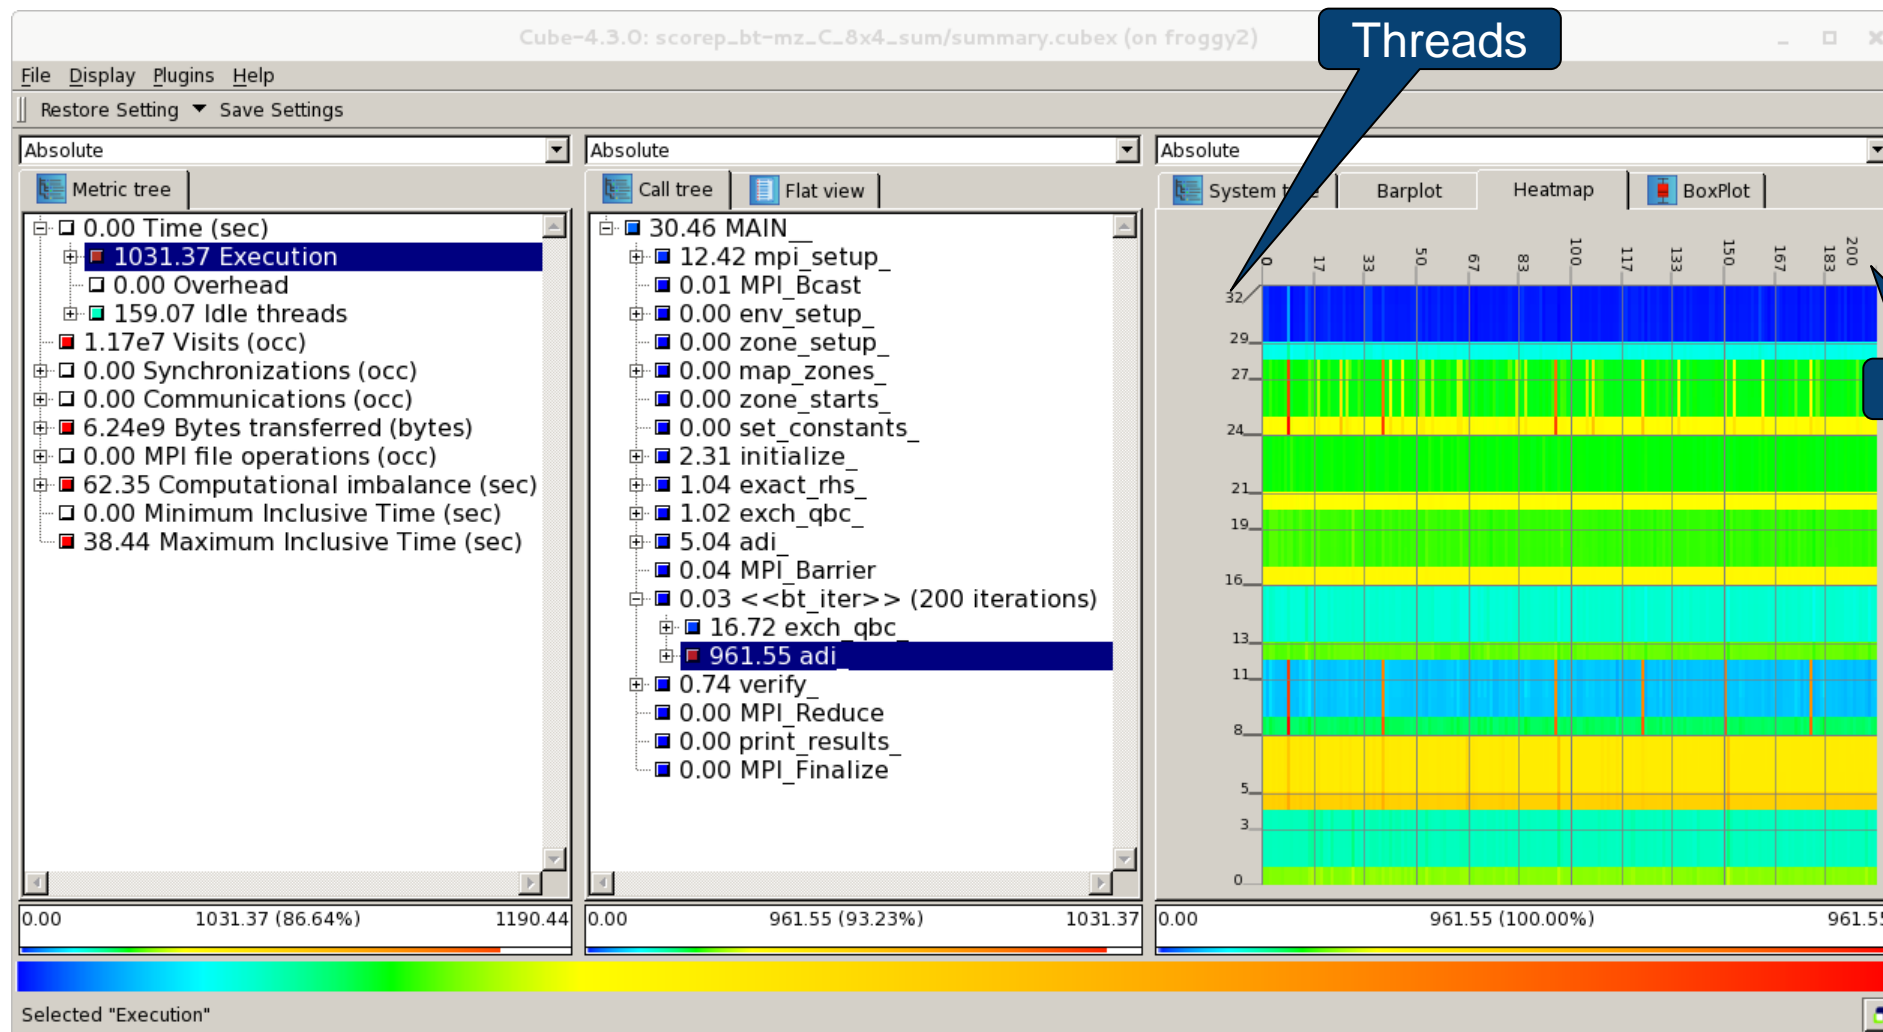 Cube-4.3.0: scorep_bt-mz_C_8x4_sum/summary.cubex (on froggy2)
Threads
File Display Plugins Help
Restore Setting Save Settings
Absolute
Metric tree
0.00 Time (sec)
1031.37 Execution
0.00 Overhead
159.07 Idle threads
1.17e7 Visits (occ)
0.00 Synchronizations (occ)
0.00 Communications (occ)
6.24e9 Bytes transferred (bytes)
0.00 MPI file operations (occ)
62.35 Computational imbalance (sec)
0.00 Minimum Inclusive Time (sec)
38.44 Maximum Inclusive Time (sec)
0.00 1031.37 (86.64%) 1190.44
Absolute
Call tree Flat view
30.46 MAIN__
12.42 mpi_setup_
0.01 MPI_Bcast
0.00 env_setup_
0.00 zone_setup_
0.00 map_zones_
0.00 zone_starts_
0.00 set_constants_
2.31 initialize_
1.04 exact_rhs_
1.02 exch_qbc_
5.04 adi_
0.04 MPI_Barrier
0.03 <<bt_iter>> (200 iterations)
16.72 exch_qbc_
961.55 adi_
0.74 verify_
0.00 MPI_Reduce
0.00 print_results_
0.00 MPI_Finalize
0.00 961.55 (93.23%) 1031.37
Absolute
System Barplot Heatmap BoxPlot
0 17 33 50 67 83 100 117 133 150 167 183 200
32
29
27
24
21
19
16
13
11
8
5
3
0
0.00 961.55 (100.00%) 961.55
Selected "Execution"